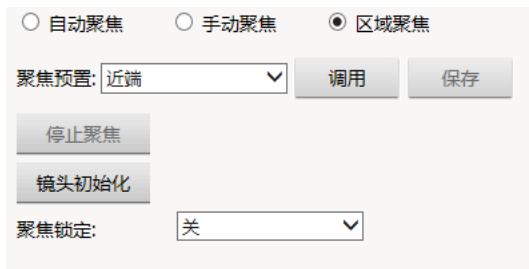 自动聚焦 手动聚焦 区域聚焦
聚焦预置: 近端 调用 保存
停止聚焦
镜头初始化
聚焦锁定: 关